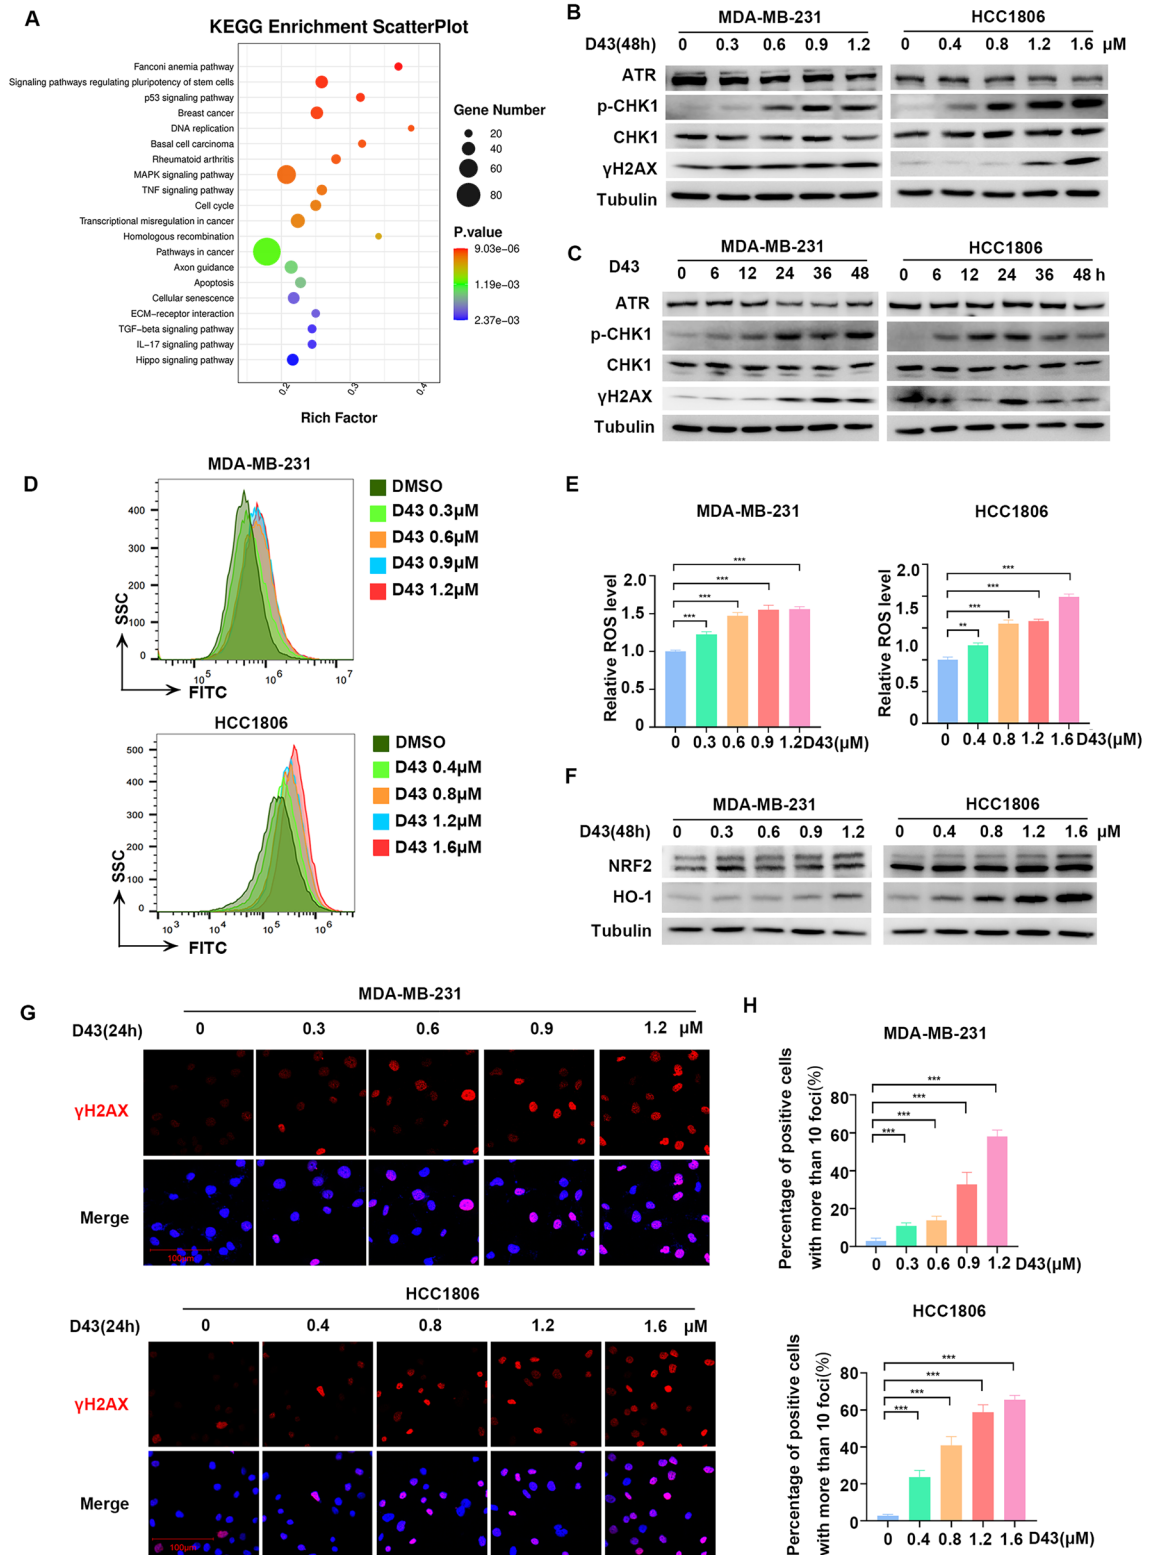 A
KEGG Enrichment ScatterPlot
Fanconi anemia pathway
Signaling pathways regulating pluripotency of stem cells
p53 signaling pathway
Breast cancer
DNA replication
Basal cell carcinoma
Rheumatoid arthritis
MAPK signaling pathway
TNF signaling pathway
Cell cycle
Transcriptional misregulation in cancer
Homologous recombination
Pathways in cancer
Axon guidance
Apoptosis
Cellular senescence
ECM−receptor interaction
TGF−beta signaling pathway
IL−17 signaling pathway
Hippo signaling pathway
0.2 0.3 0.4
Rich Factor
Gene Number
20
40
60
80
P.value
9.03e−06
1.19e−03
2.37e−03
B
MDA-MB-231 HCC1806
D43(48h) 0 0.3 0.6 0.9 1.2 0 0.4 0.8 1.2 1.6 μM
ATR
p-CHK1
CHK1
γH2AX
Tubulin
C
MDA-MB-231 HCC1806
D43 0 6 12 24 36 48 0 6 12 24 36 48 h
ATR
p-CHK1
CHK1
γH2AX
Tubulin
D
MDA-MB-231
400
300
200
100
0
SSC
10^5 10^6 10^7
FITC
DMSO
D43 0.3μM
D43 0.6μM
D43 0.9μM
D43 1.2μM
HCC1806
500
400
300
200
100
0
SSC
10^3 10^4 10^5 10^6
FITC
DMSO
D43 0.4μM
D43 0.8μM
D43 1.2μM
D43 1.6μM
E
MDA-MB-231
Relative ROS level
2.0
1.5
1.0
0.5
0
***
***
***
***
0 0.3 0.6 0.9 1.2 D43(μM)
HCC1806
Relative ROS level
2.0
1.5
1.0
0.5
0
***
***
***
**
0 0.4 0.8 1.2 1.6 D43(μM)
F
MDA-MB-231 HCC1806
D43(48h) 0 0.3 0.6 0.9 1.2 0 0.4 0.8 1.2 1.6 μM
NRF2
HO-1
Tubulin
G
MDA-MB-231
D43(24h) 0 0.3 0.6 0.9 1.2 μM
γH2AX
Merge
100μm
HCC1806
D43(24h) 0 0.4 0.8 1.2 1.6 μM
γH2AX
Merge
100μm
H
MDA-MB-231
Percentage of positive cells
with more than 10 foci(%)
80
60
40
20
0
***
***
***
***
0 0.3 0.6 0.9 1.2 D43(μM)
HCC1806
Percentage of positive cells
with more than 10 foci(%)
80
60
40
20
0
***
***
***
***
0 0.4 0.8 1.2 1.6 D43(μM)